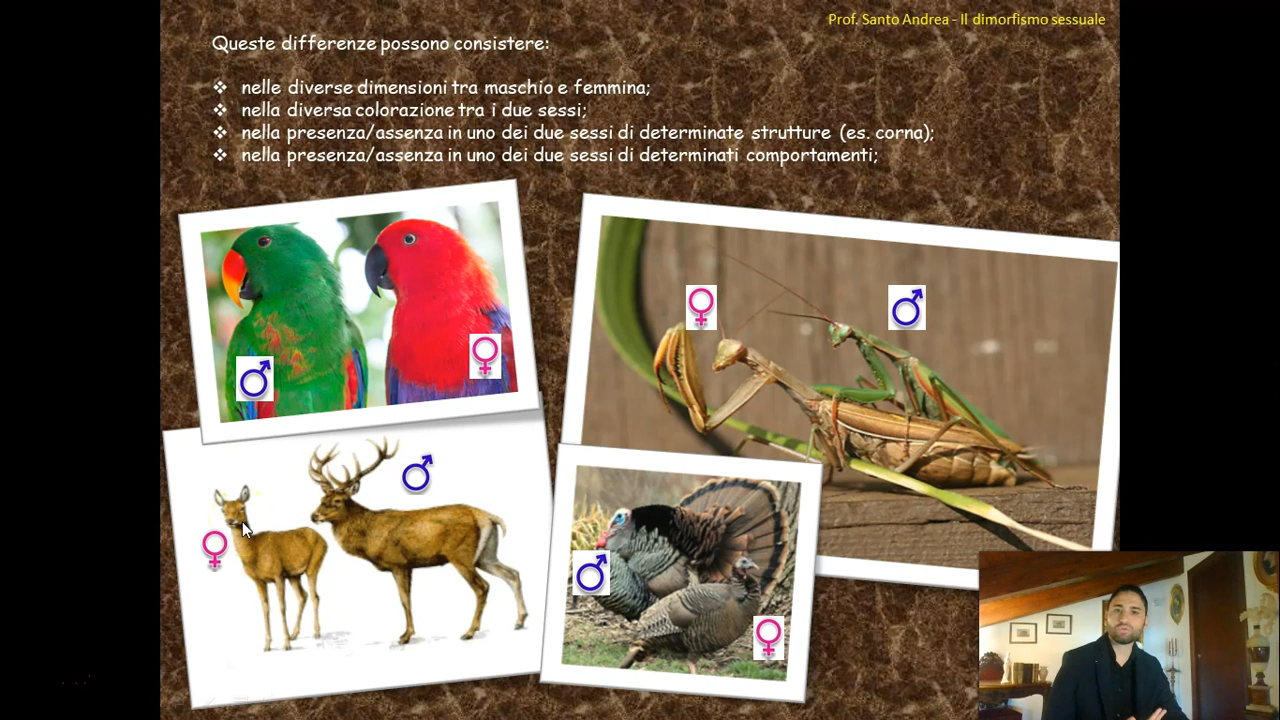 Prof. Santo Andrea - Il dimorfismo sessuale
Queste differenze possono consistere:
❖ nelle diverse dimensioni tra maschio e femmina;
❖ nella diversa colorazione tra i due sessi;
❖ nella presenza/assenza in uno dei due sessi di determinate strutture (es. corna);
❖ nella presenza/assenza in uno dei due sessi di determinati comportamenti;